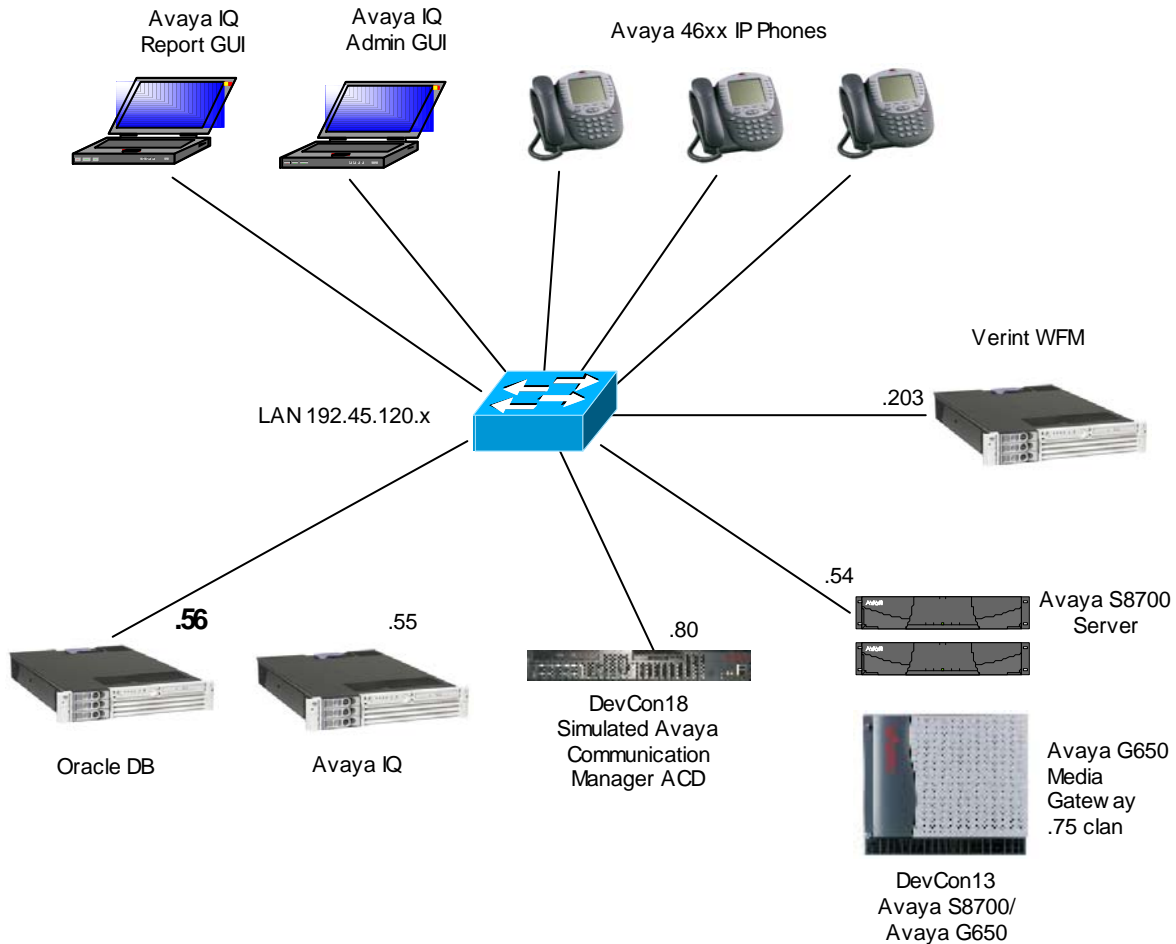 Avaya IQ
Report GUI
Avaya IQ
Admin GUI
Avaya 46xx IP Phones
Verint WFM
.203
LAN 192.45.120.x
.54
Avaya S8700
Server
AVAYA
AVAYA
.56
.55
.80
Oracle DB
Avaya IQ
DevCon18
Simulated Avaya
Communication
Manager ACD
Avaya G650
Media
Gateway
.75 clan
DevCon13
Avaya S8700/
Avaya G650